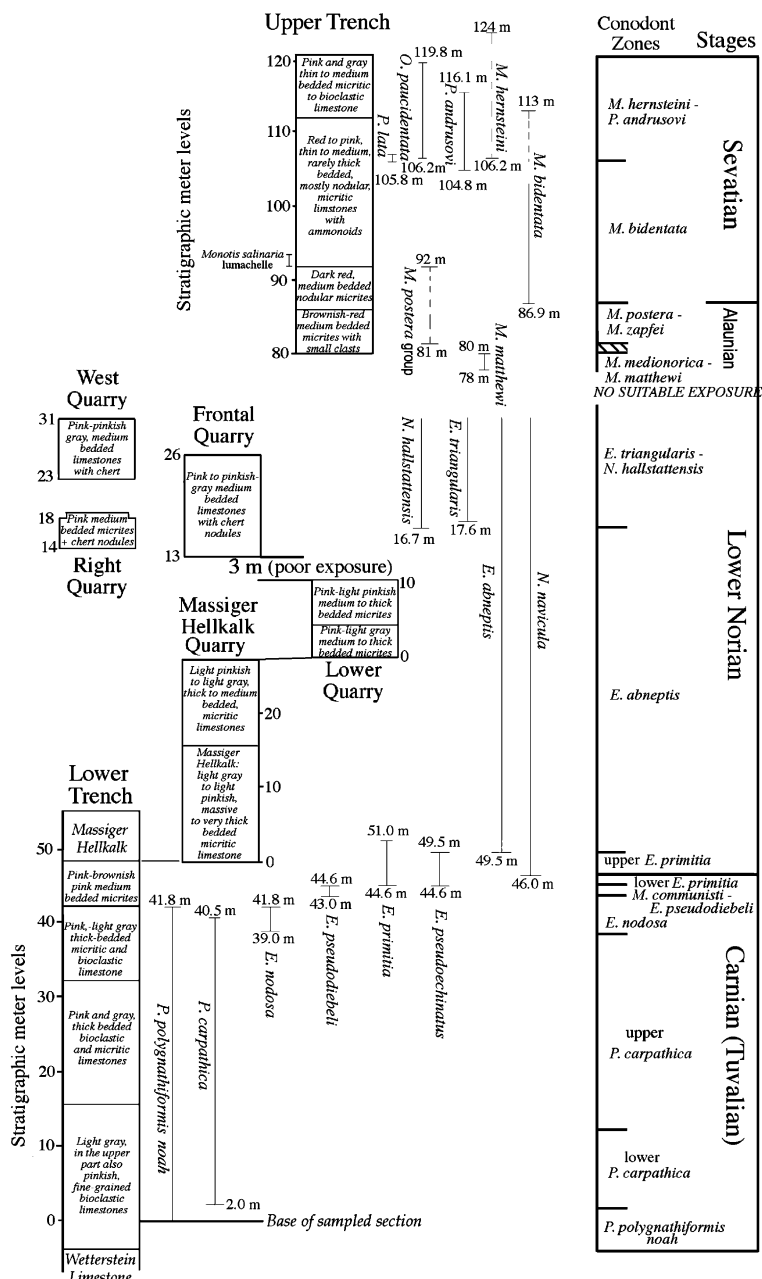 Upper Trench
Conodont
Zones
Stages
Stratigraphic meter levels
120
110
100
90
80
Pink and gray
thin to medium
bedded micritic
to bioclastic
limestone
Red to pink,
thin to medium,
rarely thick
bedded,
mostly nodular,
micritic
limstones
with
ammonoids
Dark red,
medium bedded
nodular micrites
Brownish-red
medium bedded
micrites with
small clasts
Monotis salinaria
lumachelle
P. lata
105.8 m
119.8 m
O. paucidentata
106.2m
116.1 m
P. andrusovi
104.8 m
124 m
M. hernsteini
106.2 m
113 m
M. bidentata
86.9 m
92 m
M. postera group
81 m
80 m
78 m
M. matthewi
M. hernsteini -
P. andrusovi
M. bidentata
M. postera -
M. zapfei
M. medionorica -
M. matthewi
NO SUITABLE EXPOSURE
Sevatian
Alaunian
West
Quarry
31
Pink-pinkish
gray, medium
bedded
limestones
with chert
23
18
Pink medium
bedded micrites
+ chert nodules
14
Right
Quarry
Frontal
Quarry
26
Pink to pinkish-
gray medium
bedded
limestones
with chert
nodules
13
3 m (poor exposure)
10
Pink-light pinkish
medium to thick
bedded micrites
Pink-light gray
medium to thick
bedded micrites
0
Lower
Quarry
Massiger
Hellkalk
Quarry
Light pinkish
to light gray,
thick to medium
bedded,
micritic
limestones
Massiger
Hellkalk:
light gray
to light
pinkish,
massive
to very thick
bedded
micritic
limestone
20
10
0
N. hallstattensis
16.7 m
E. triangularis
17.6 m
E. abneptis
49.5 m
N. navicula
46.0 m
E. triangularis -
N. hallstattensis
E. abneptis
upper E. primitia
Lower Norian
Lower
Trench
Stratigraphic meter levels
50
40
30
20
10
0
Massiger
Hellkalk
Pink-brownish
pink medium
bedded micrites
Pink,-light gray
thick-bedded
micritic and
bioclastic
limestone
Pink and gray,
thick bedded
bioclastic
and micritic
limestones
Light gray,
in the upper
part also
pinkish,
fine-grained
bioclastic
limestones
Wetterstein
Limestone
41.8 m
P. polygnathiformis noah
40.5 m
P. carpathica
2.0 m
41.8 m
39.0 m
E. nodosa
44.6 m
43.0 m
E. pseudodiebeli
51.0 m
44.6 m
E. primitia
49.5 m
44.6 m
E. pseudoechinatus
Base of sampled section
lower E. primitia
M. communisti -
E. pseudodiebeli
E. nodosa
upper
P. carpathica
lower
P. carpathica
P. polygnathiformis
noah
Carnian (Tuvalian)